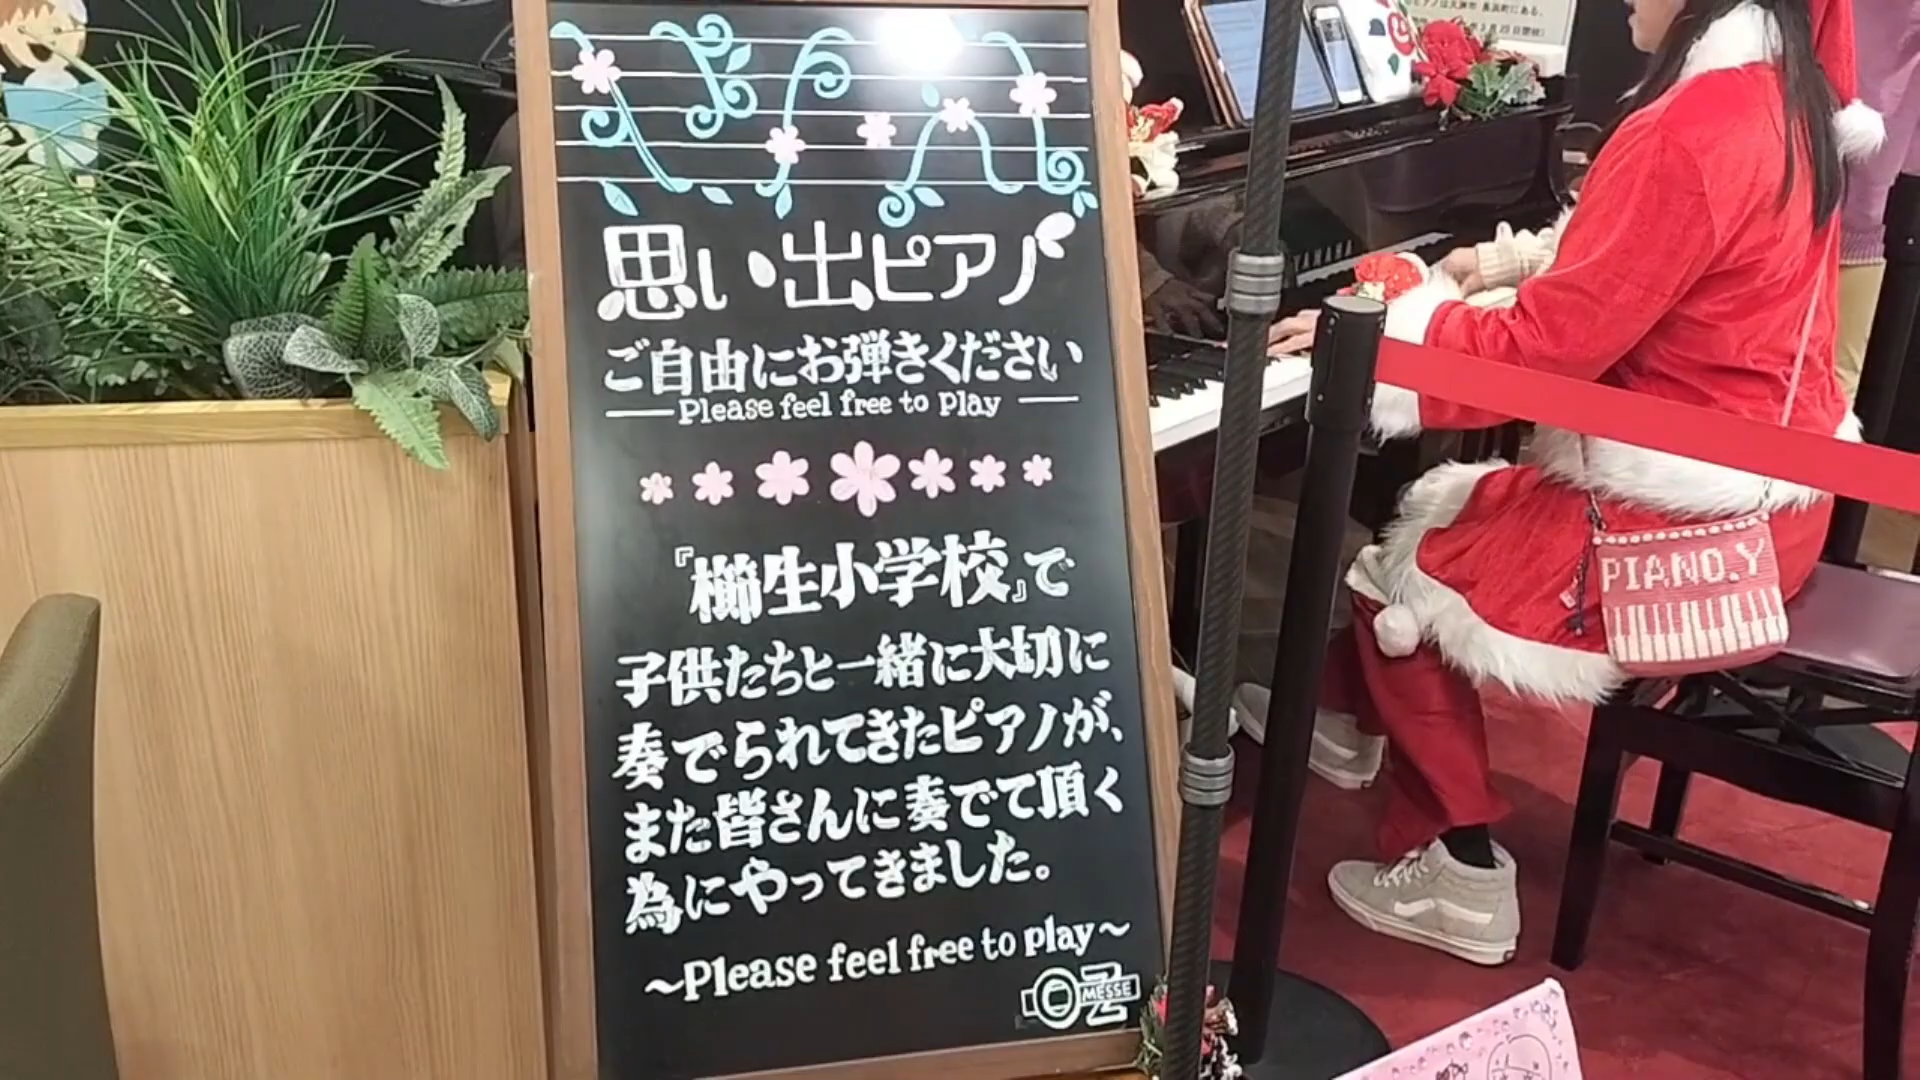 思い出ピアノ
ご自由にお弾きください
Please feel free to play
『櫛生小学校』で
子供たちと一緒に大切に
奏でられてきたピアノが、
また皆さんに奏でて頂く
為にやってきました。
～Please feel free to play～
OZ
MESSE
YAMAHA
PIANO.Y